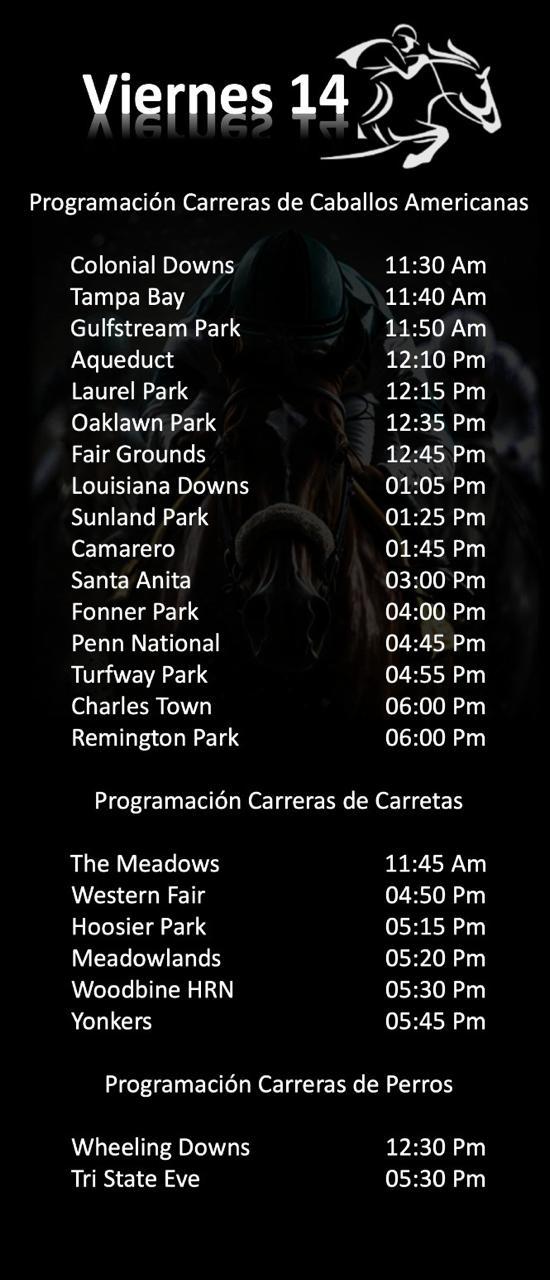 Viernes 14
Programación Carreras de Caballos Americanas
Colonial Downs 11:30 Am
Tampa Bay 11:40 Am
Gulfstream Park 11:50 Am
Aqueduct 12:10 Pm
Laurel Park 12:15 Pm
Oaklawn Park 12:35 Pm
Fair Grounds 12:45 Pm
Louisiana Downs 01:05 Pm
Sunland Park 01:25 Pm
Camarero 01:45 Pm
Santa Anita 03:00 Pm
Fonner Park 04:00 Pm
Penn National 04:45 Pm
Turfway Park 04:55 Pm
Charles Town 06:00 Pm
Remington Park 06:00 Pm
Programación Carreras de Carretas
The Meadows 11:45 Am
Western Fair 04:50 Pm
Hoosier Park 05:15 Pm
Meadowlands 05:20 Pm
Woodbine HRN 05:30 Pm
Yonkers 05:45 Pm
Programación Carreras de Perros
Wheeling Downs 12:30 Pm
Tri State Eve 05:30 Pm